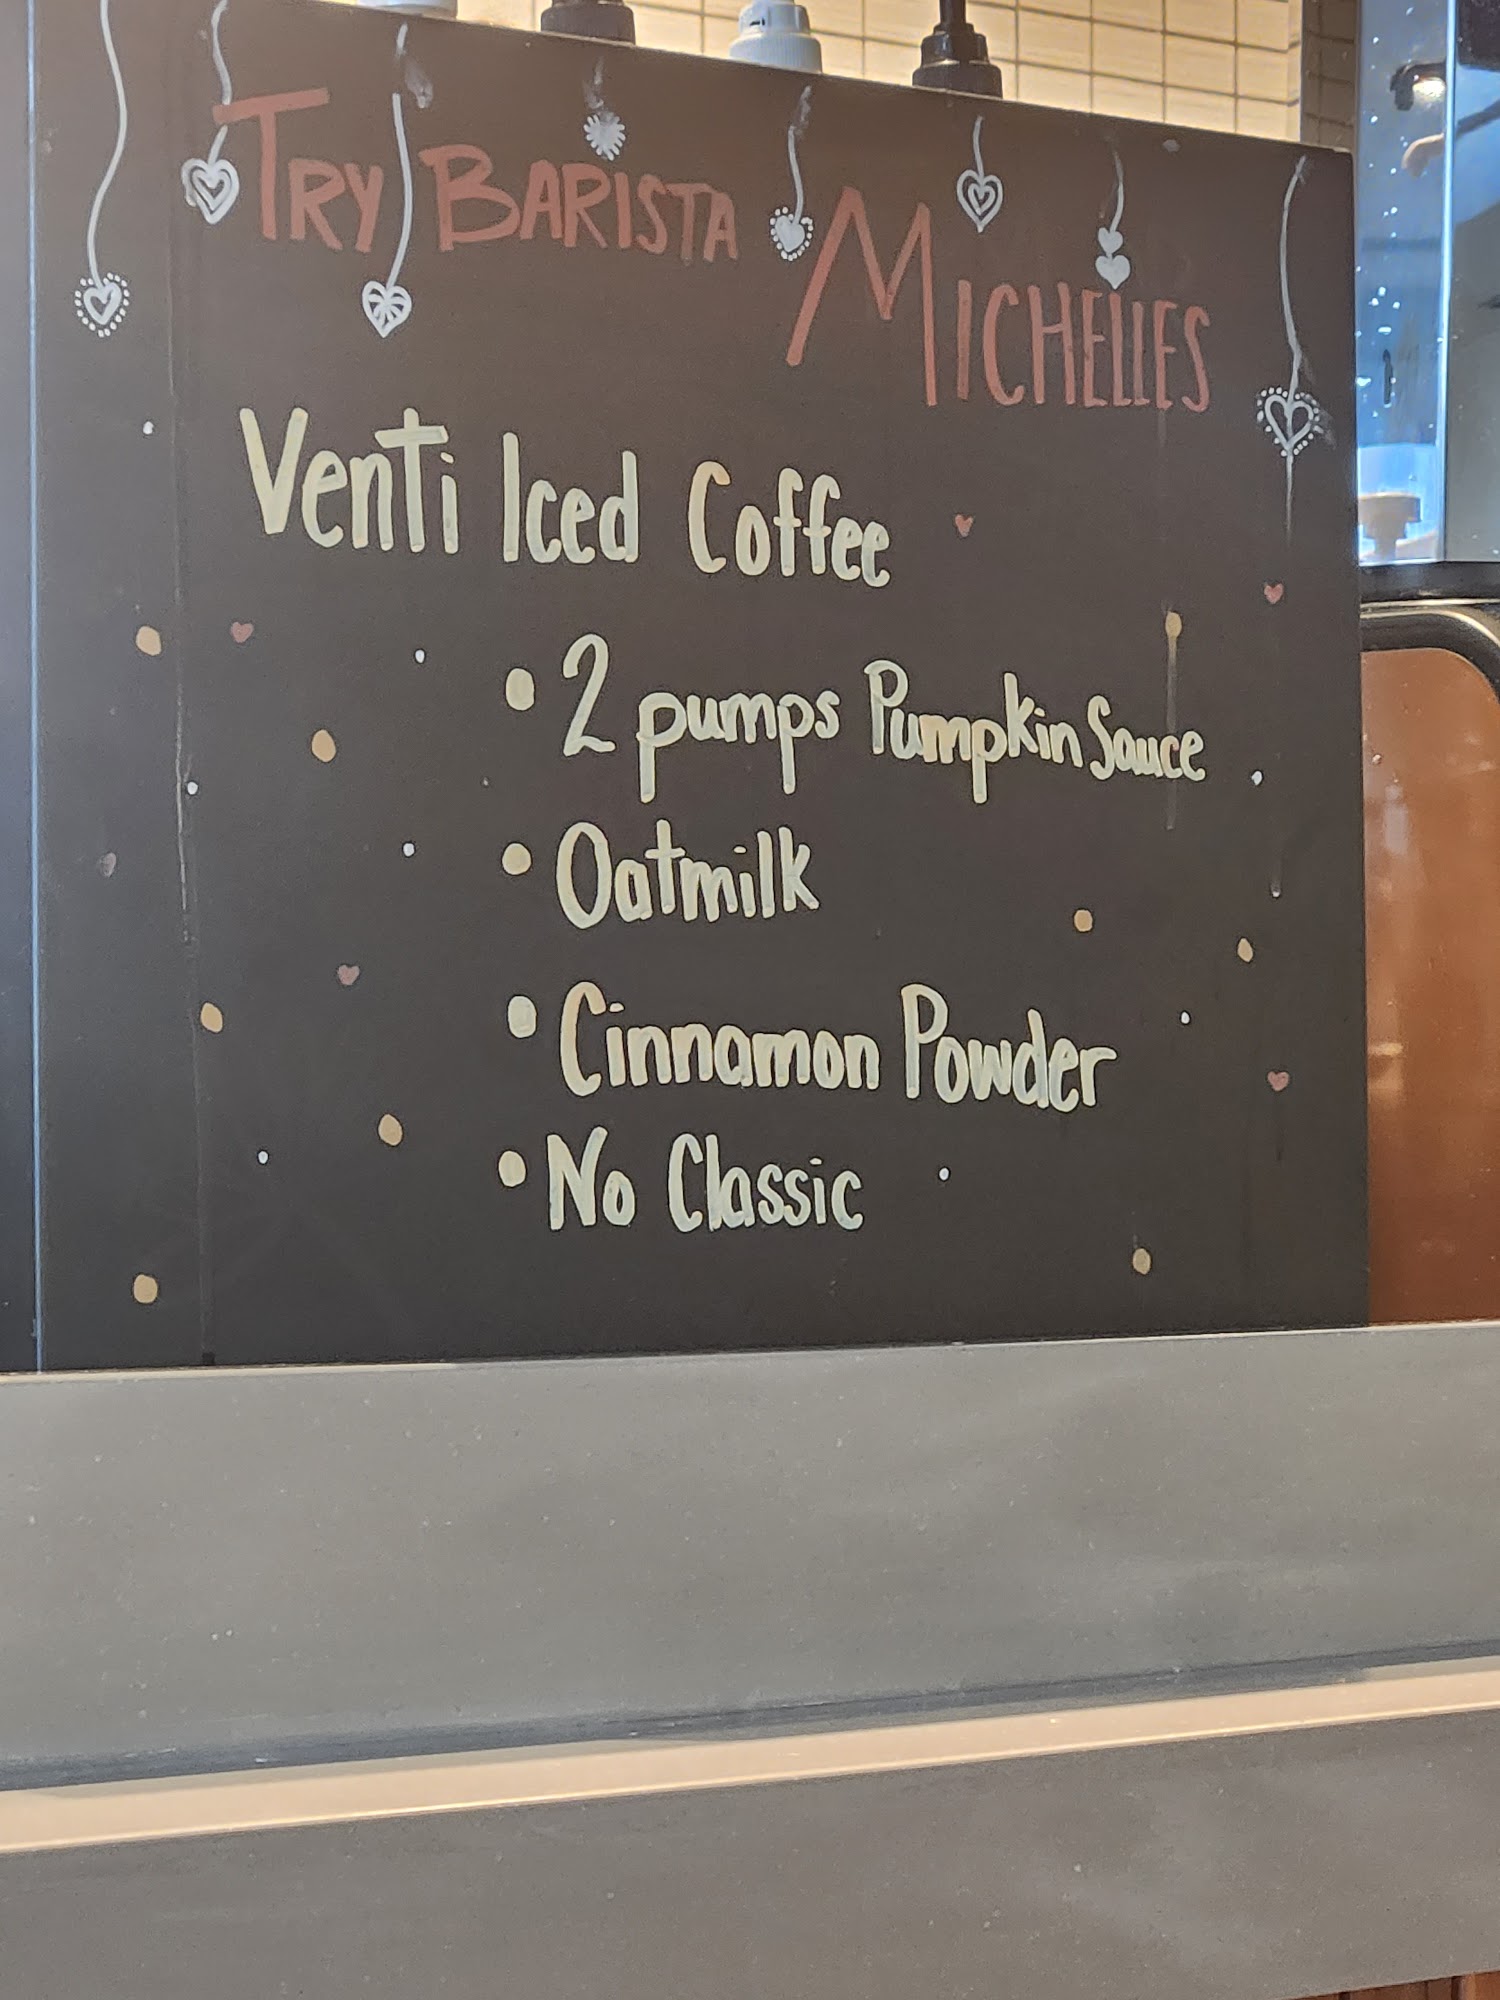 TRY BARISTA MICHELLES
Venti Iced Coffee
• 2 pumps Pumpkin Sauce
• Oatmilk
• Cinnamon Powder
• No Classic